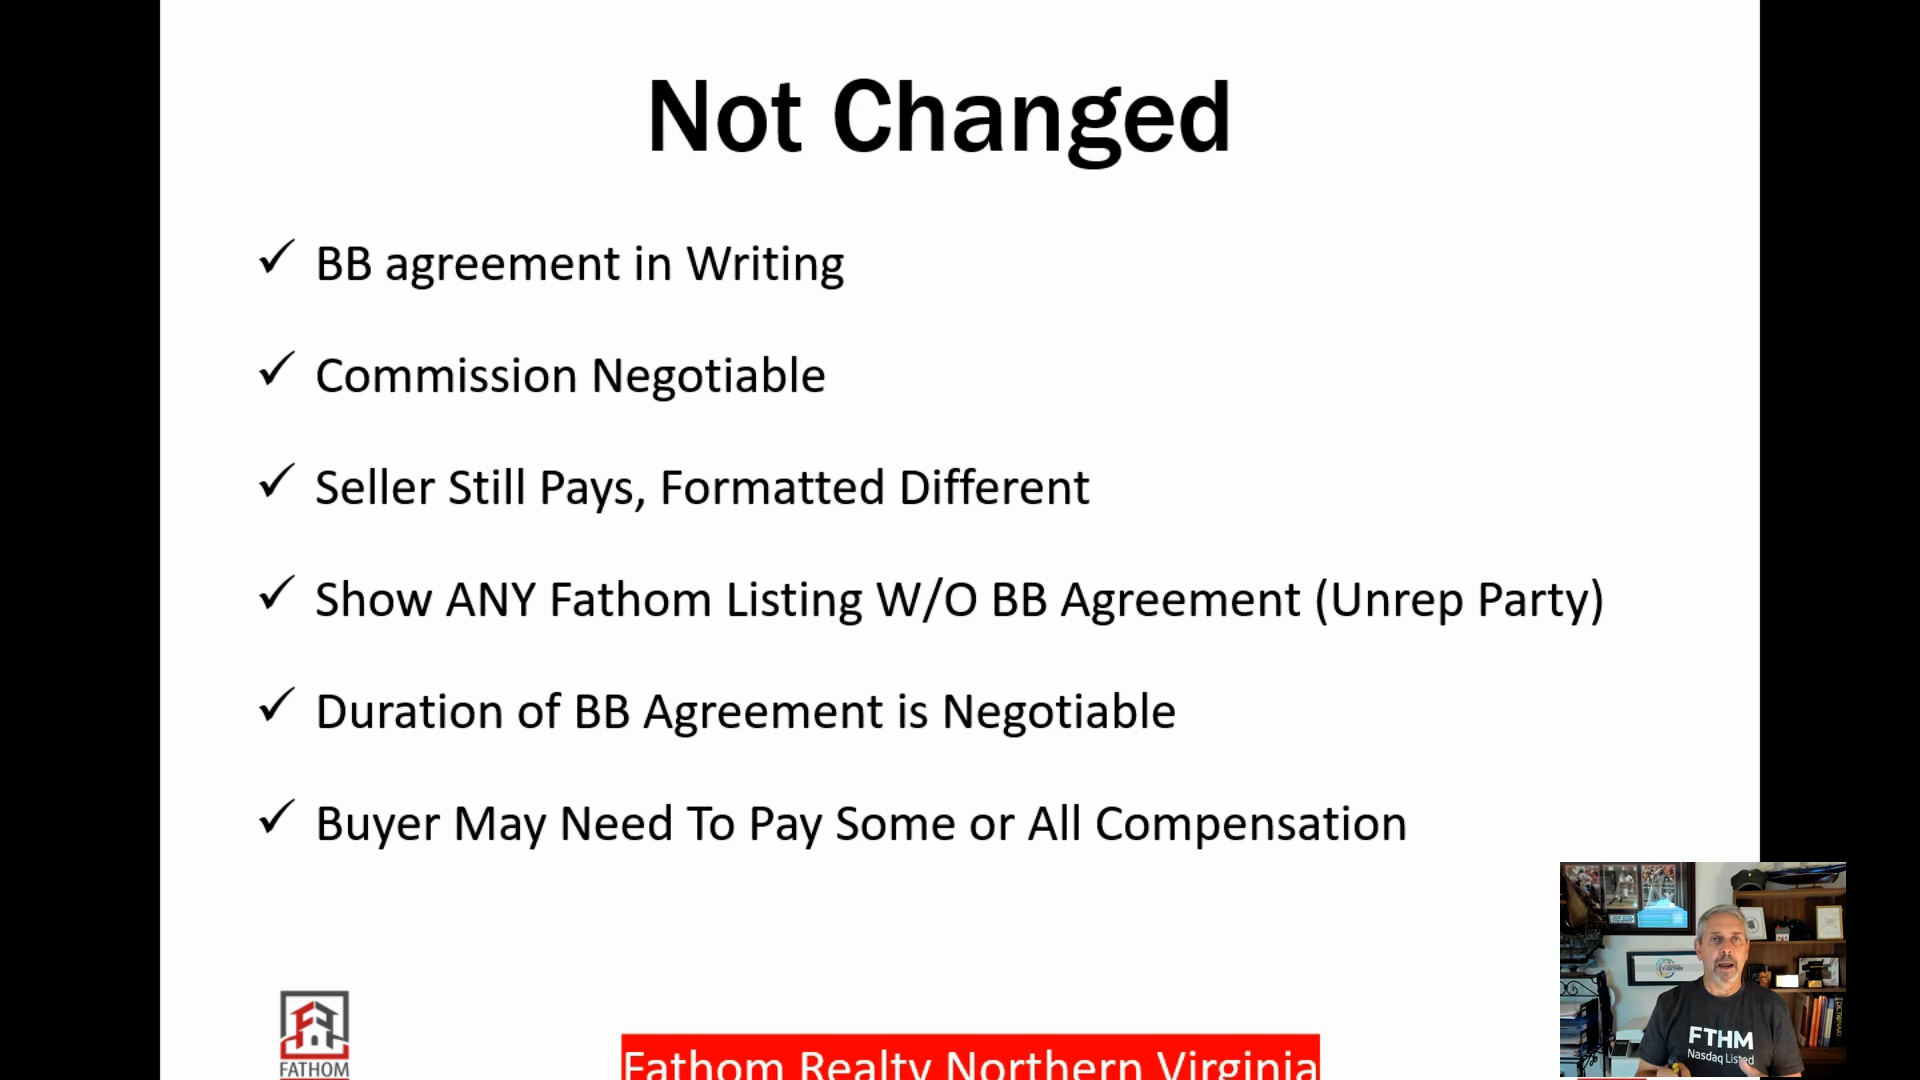 Not Changed
✓ BB agreement in Writing
✓ Commission Negotiable
✓ Seller Still Pays, Formatted Different
✓ Show ANY Fathom Listing W/O BB Agreement (Unrep Party)
✓ Duration of BB Agreement is Negotiable
✓ Buyer May Need To Pay Some or All Compensation
FATHOM
Fathom Realty Northern Virginia
TOGETHER
FTHM
Nasdaq Listed